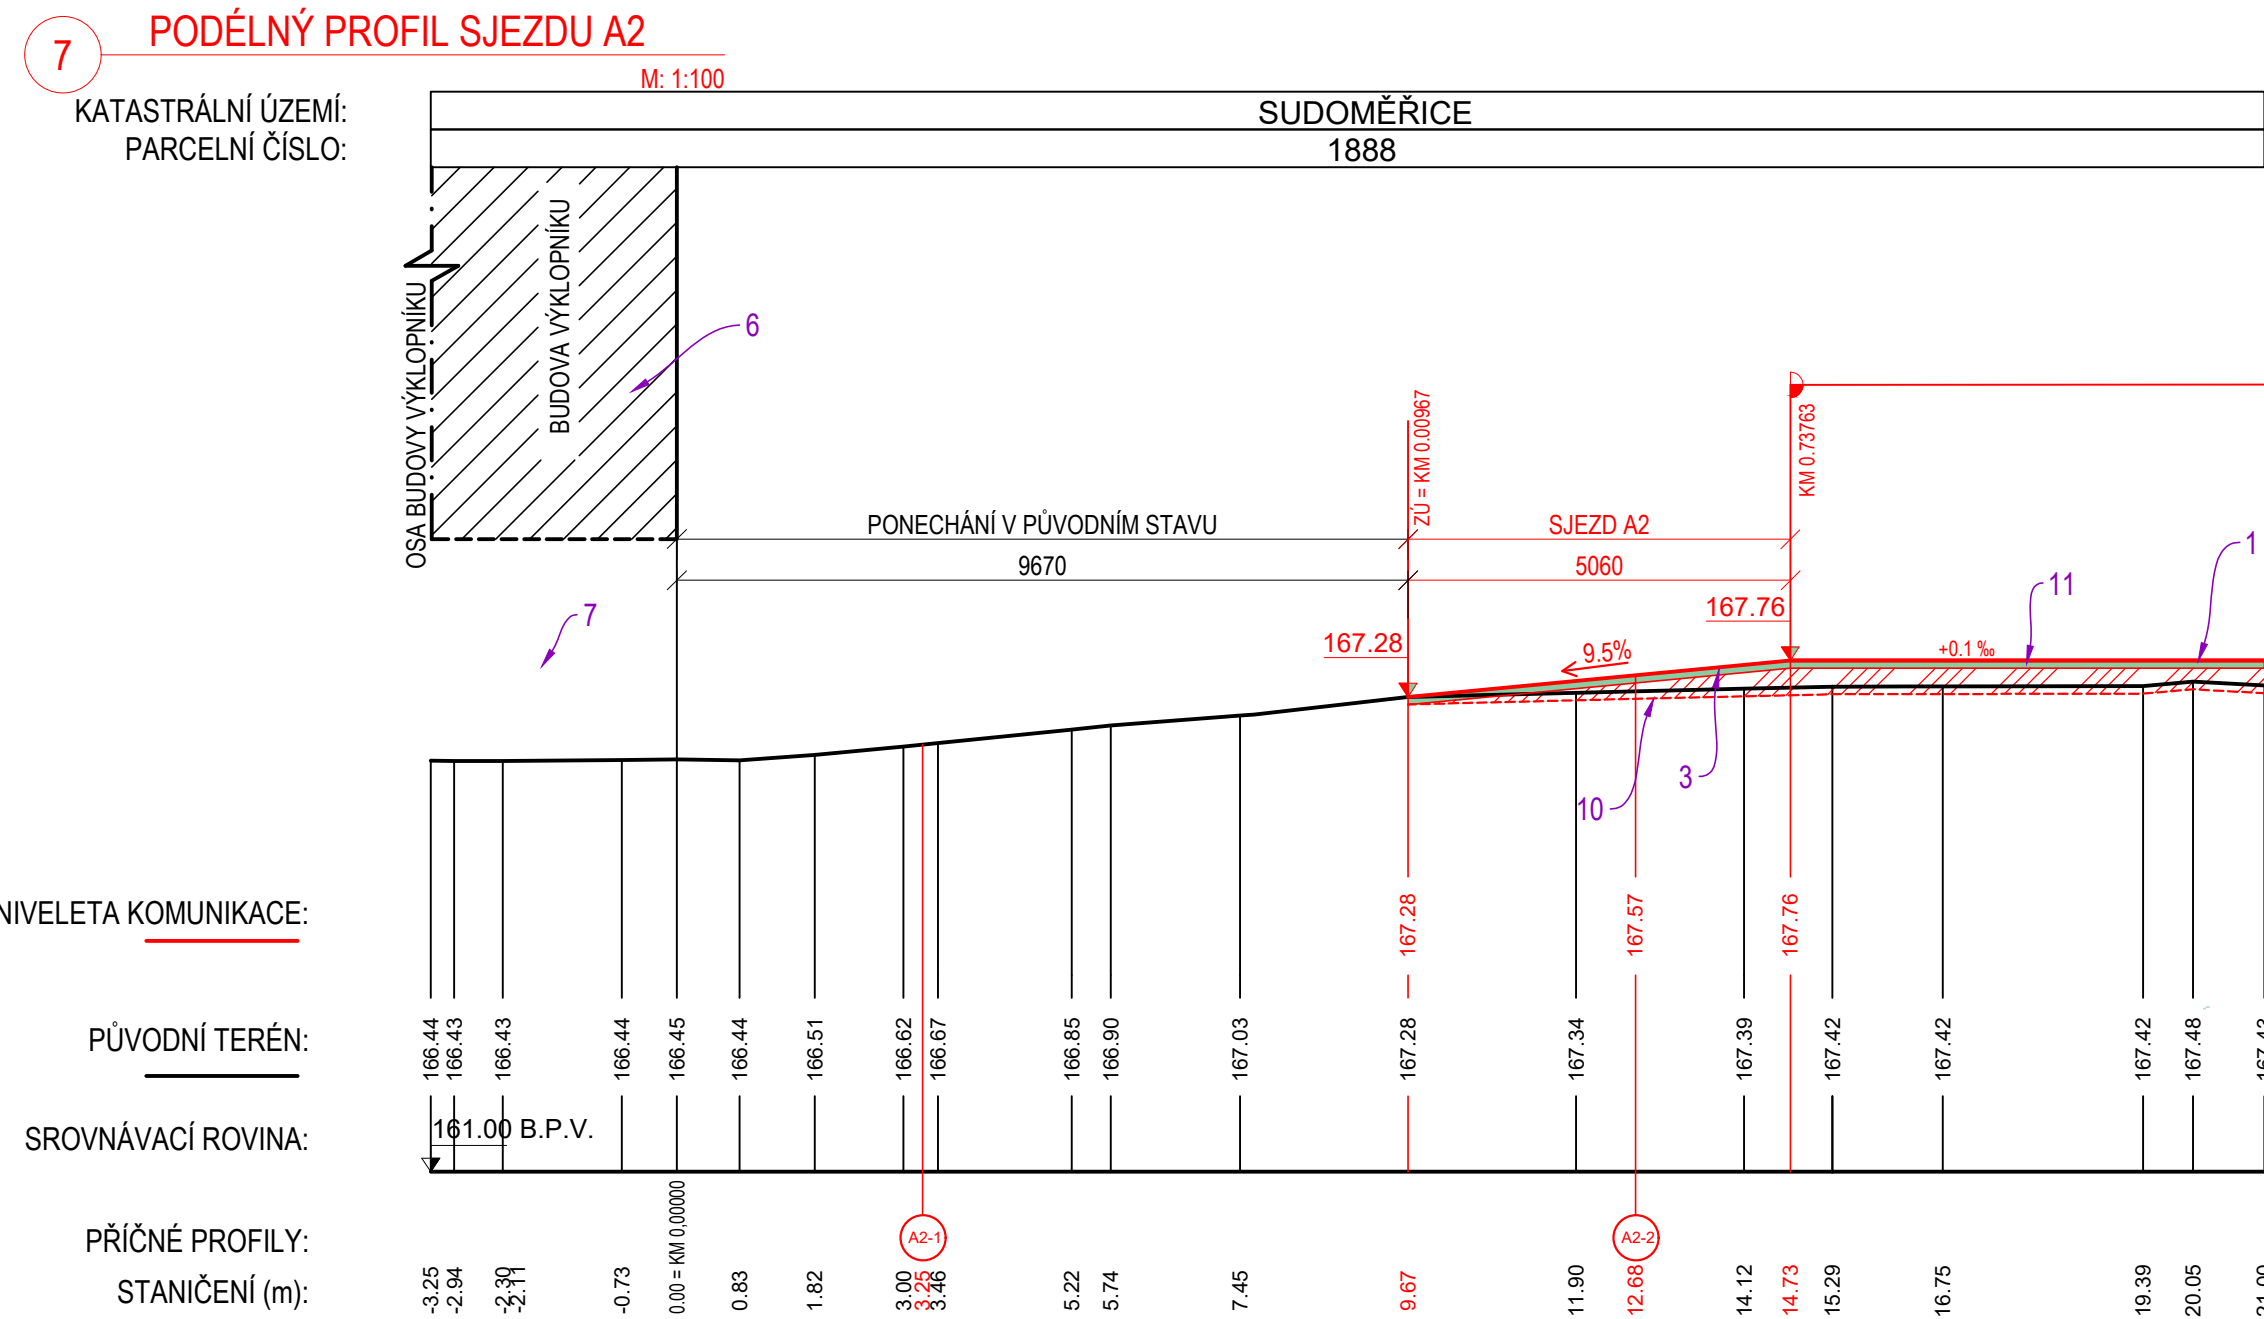 7
PODÉLNÝ PROFIL SJEZDU A2
M: 1:100
KATASTRÁLNÍ ÚZEMÍ:
SUDOMĚŘICE
PARCELNÍ ČÍSLO:
1888
OSA BUDOVY VÝKLOPNÍKU
BUDOVA VÝKLOPNÍKU
6
7
ZÚ = KM 0.00967
KM 0.73763
PONECHÁNÍ V PŮVODNÍM STAVU
SJEZD A2
9670
5060
167.28
167.76
9.5%
+0.1 ‰
11
1
3
10
NIVELETA KOMUNIKACE:
167.28
167.57
167.76
PŮVODNÍ TERÉN:
166.44
166.43
166.43
166.44
166.45
166.44
166.51
166.62
166.67
166.85
166.90
167.03
167.28
167.34
167.39
167.42
167.42
167.42
167.48
167.43
SROVNÁVACÍ ROVINA:
161.00 B.P.V.
PŘÍČNÉ PROFILY:
A2-1
A2-2
STANIČENÍ (m):
-3.25
-2.94
-2.30
-2.11
-0.73
0.00 = KM 0,00000
0.83
1.82
3.00
3.25
3.46
5.22
5.74
7.45
9.67
11.90
12.68
14.12
14.73
15.29
16.75
19.39
20.05